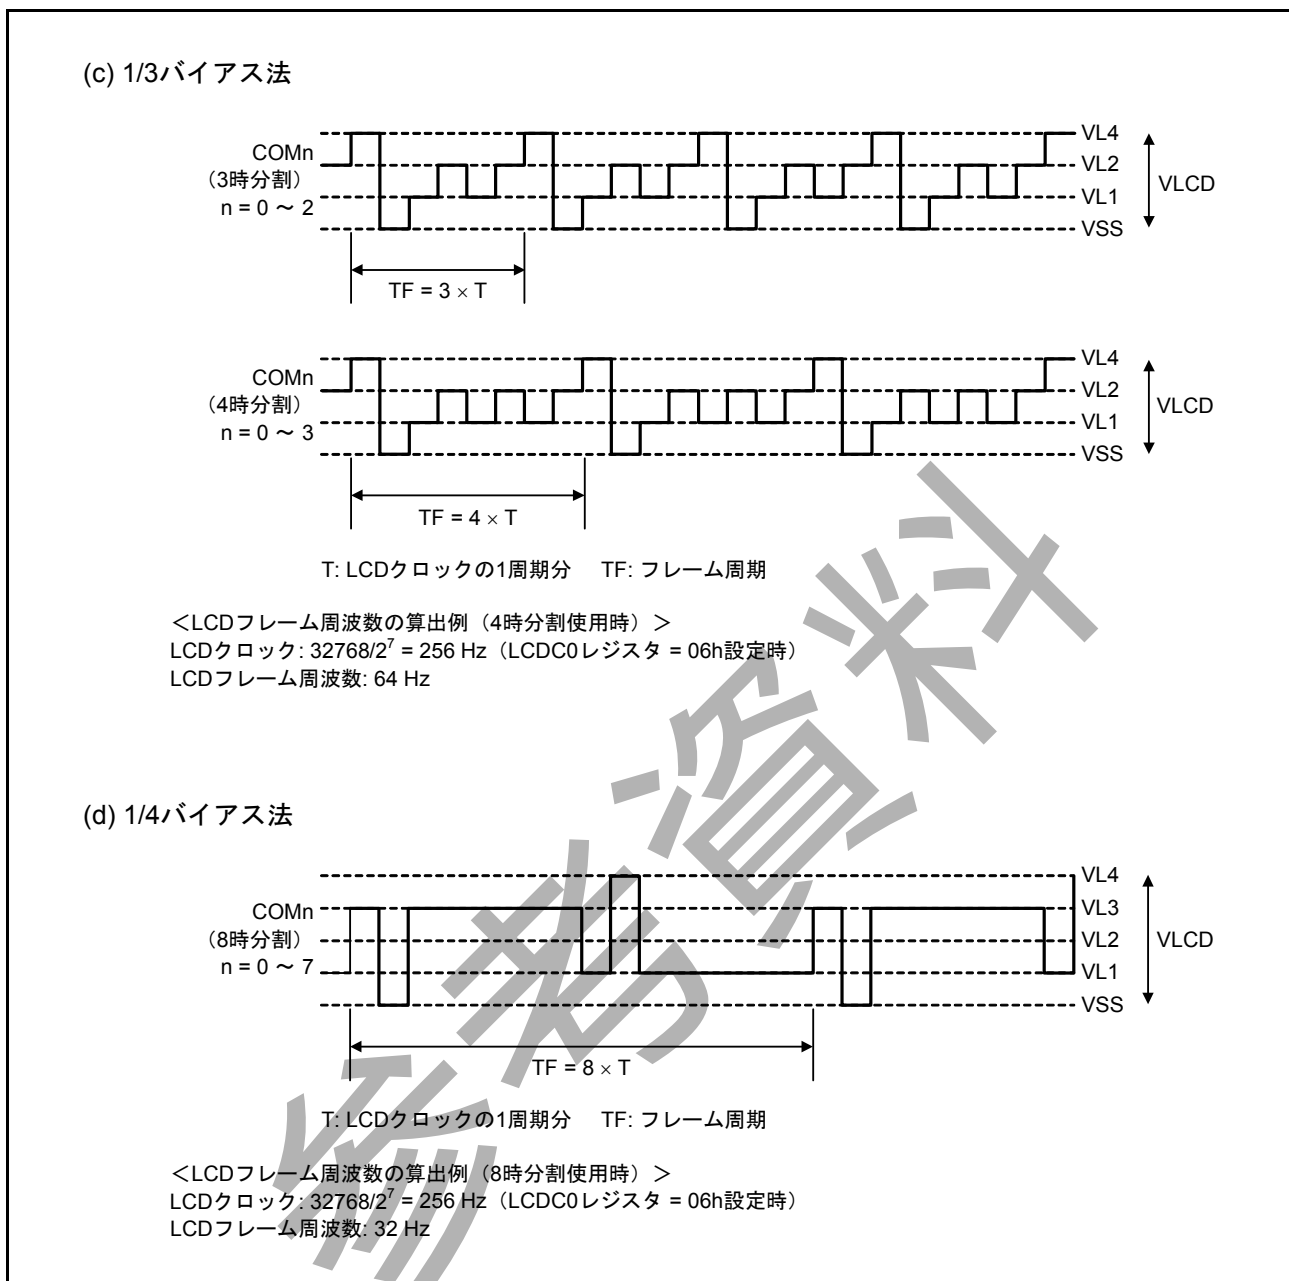 (c) 1/3バイアス法
COMn
（3時分割）
n = 0 ～ 2
VL4
VL2
VL1
VSS
VLCD
TF = 3 × T
COMn
（4時分割）
n = 0 ～ 3
VL4
VL2
VL1
VSS
VLCD
TF = 4 × T
T: LCDクロックの1周期分 TF: フレーム周期
＜LCDフレーム周波数の算出例（4時分割使用時）＞
LCDクロック: 32768/2⁷ = 256 Hz（LCDC0レジスタ = 06h設定時）
LCDフレーム周波数: 64 Hz
(d) 1/4バイアス法
COMn
（8時分割）
n = 0 ～ 7
VL4
VL3
VL2
VL1
VSS
VLCD
TF = 8 × T
T: LCDクロックの1周期分 TF: フレーム周期
＜LCDフレーム周波数の算出例（8時分割使用時）＞
LCDクロック: 32768/2⁷ = 256 Hz（LCDC0レジスタ = 06h設定時）
LCDフレーム周波数: 32 Hz
参考資料